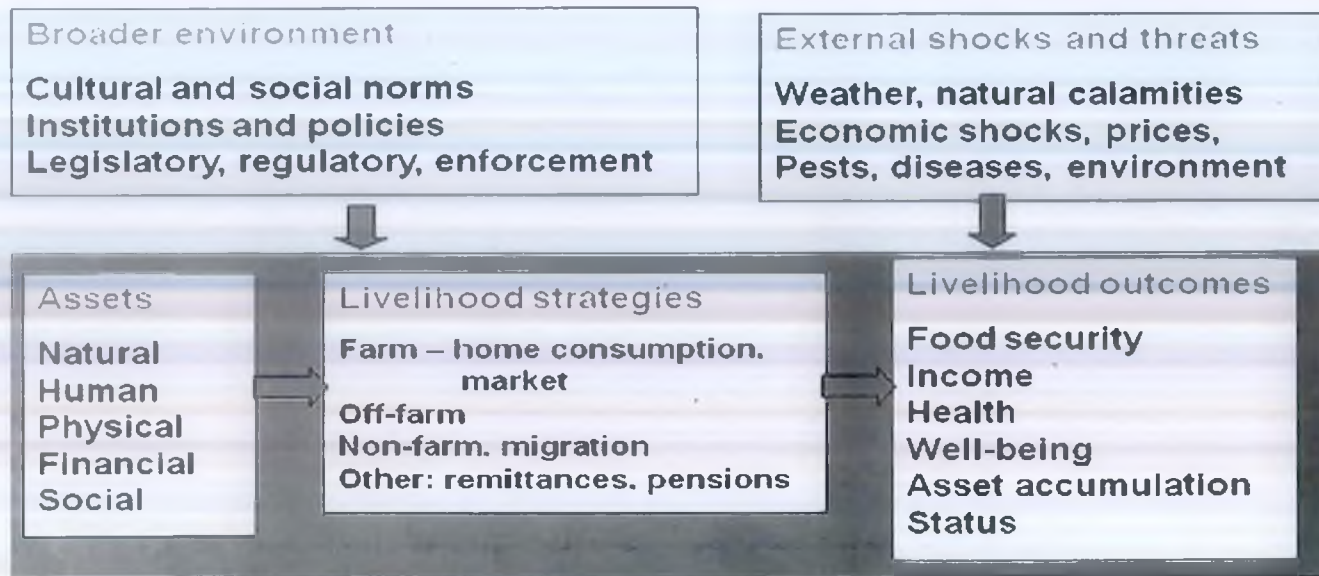 Broader environment
Cultural and social norms
Institutions and policies
Legislatory, regulatory, enforcement
External shocks and threats
Weather, natural calamities
Economic shocks, prices,
Pests, diseases, environment
Assets
Natural
Human
Physical
Financial
Social
Livelihood strategies
Farm – home consumption,
market
Off-farm
Non-farm, migration
Other: remittances, pensions
Livelihood outcomes
Food security
Income
Health
Well-being
Asset accumulation
Status